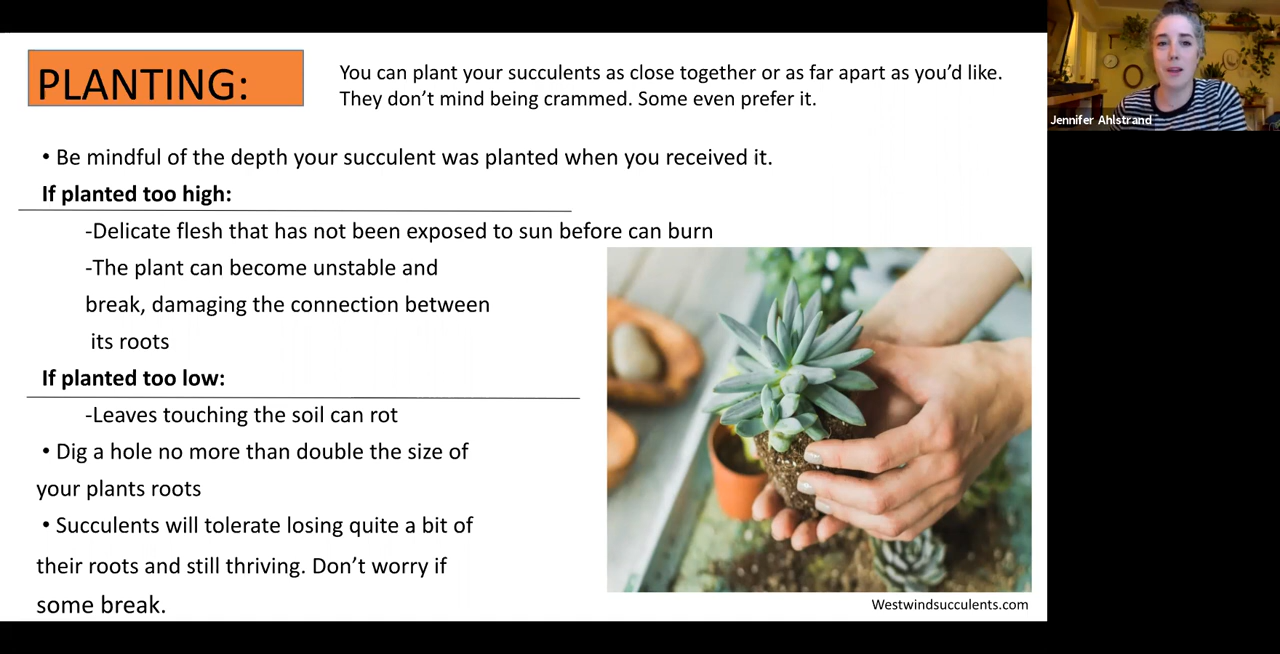 PLANTING:
You can plant your succulents as close together or as far apart as you'd like.
They don't mind being crammed. Some even prefer it.
Jennifer Ahlstrand
• Be mindful of the depth your succulent was planted when you received it.
If planted too high:
-Delicate flesh that has not been exposed to sun before can burn
-The plant can become unstable and
break, damaging the connection between
its roots
If planted too low:
-Leaves touching the soil can rot
• Dig a hole no more than double the size of
your plants roots
• Succulents will tolerate losing quite a bit of
their roots and still thriving. Don't worry if
some break.
Westwindsucculents.com